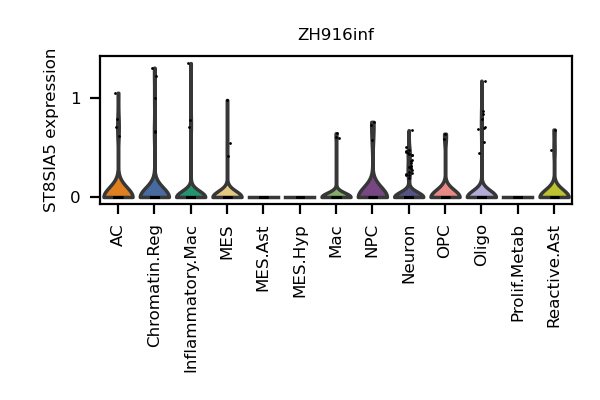 ZH916inf
ST8SIA5 expression
1
0
AC
Chromatin.Reg
Inflammatory.Mac
MES
MES.Ast
MES.Hyp
Mac
NPC
Neuron
OPC
Oligo
Prolif.Metab
Reactive.Ast